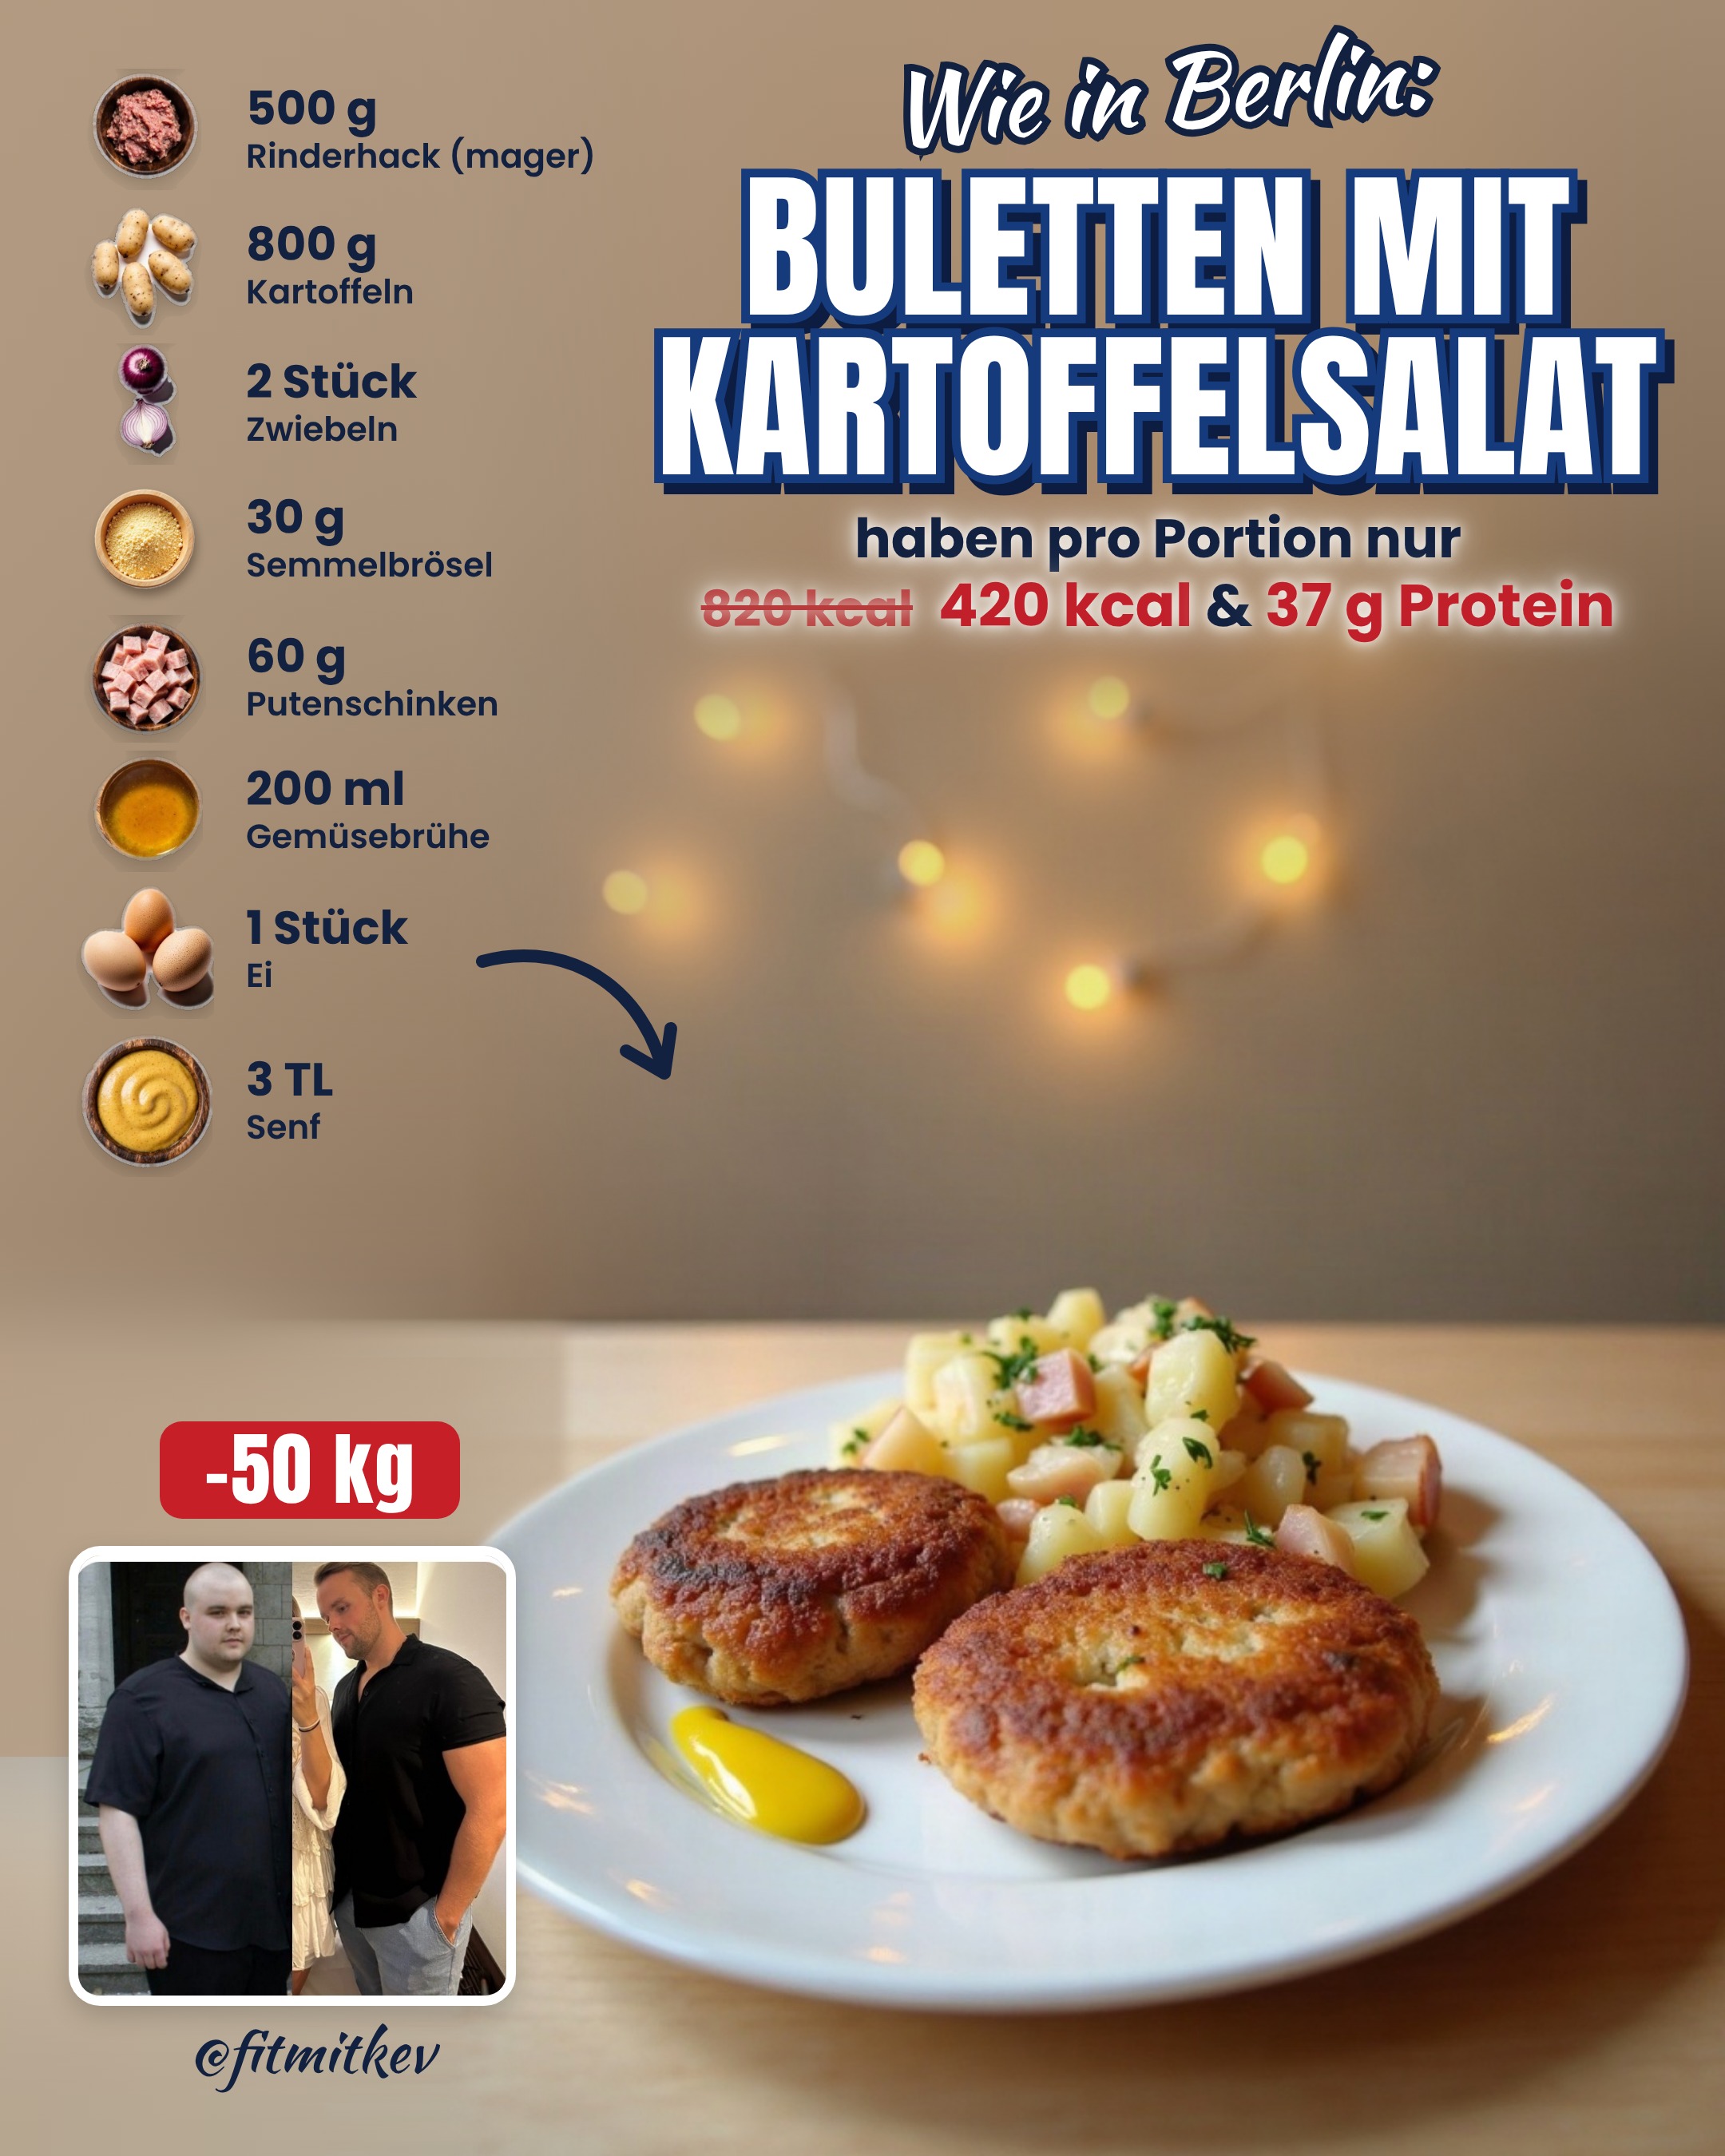 Wie in Berlin:
BULETTEN MIT
KARTOFFELSALAT
haben pro Portion nur
820 kcal 420 kcal & 37 g Protein
500 g
Rinderhack (mager)
800 g
Kartoffeln
2 Stück
Zwiebeln
30 g
Semmelbrösel
60 g
Putenschinken
200 ml
Gemüsebrühe
1 Stück
Ei
3 TL
Senf
-50 kg
@fitmitkev